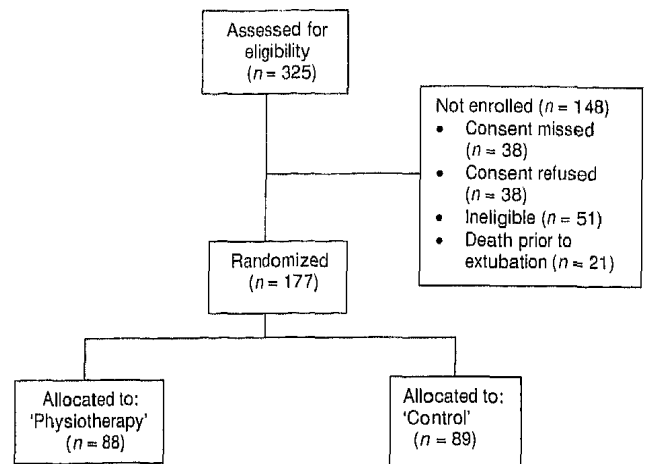 Assessed for
eligibility
(n = 325)
Not enrolled (n = 148)
• Consent missed
(n = 38)
• Consent refused
(n = 38)
• Ineligible (n = 51)
• Death prior to
extubation (n = 21)
Randomized
(n = 177)
Allocated to:
'Physiotherapy'
(n = 88)
Allocated to:
'Control'
(n = 89)